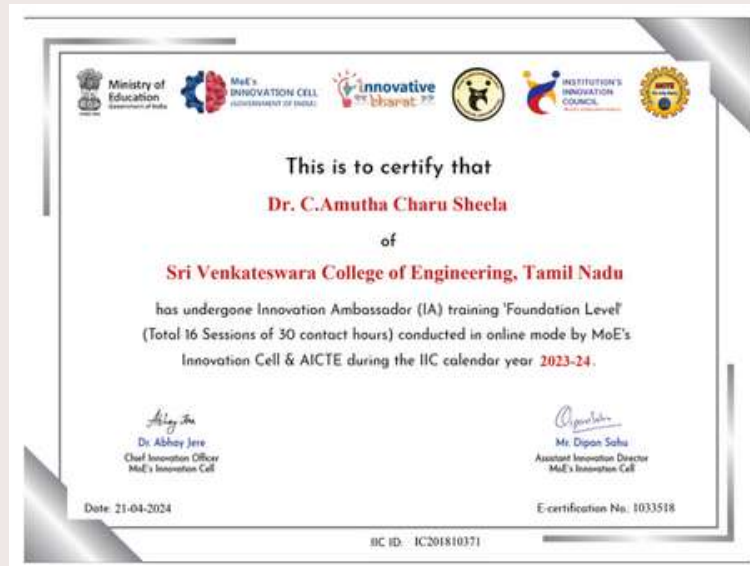 Ministry of
Education
Government of India
MoE's
INNOVATION CELL
(GOVERNMENT OF INDIA)
innovative
bharat
INSTITUTION'S
INNOVATION
COUNCIL
AICTE
This is to certify that
Dr. C.Amutha Charu Sheela
of
Sri Venkateswara College of Engineering, Tamil Nadu
has undergone Innovation Ambassador (IA) training 'Foundation Level'
(Total 16 Sessions of 30 contact hours) conducted in online mode by MoE's
Innovation Cell & AICTE during the IIC calendar year 2023-24.
Dr. Abhay Jere
Chief Innovation Officer
MoE's Innovation Cell
Mr. Dipan Sahu
Assistant Innovation Director
MoE's Innovation Cell
Date: 21-04-2024
E-certification No.: 1033518
IIC ID: IC201810371